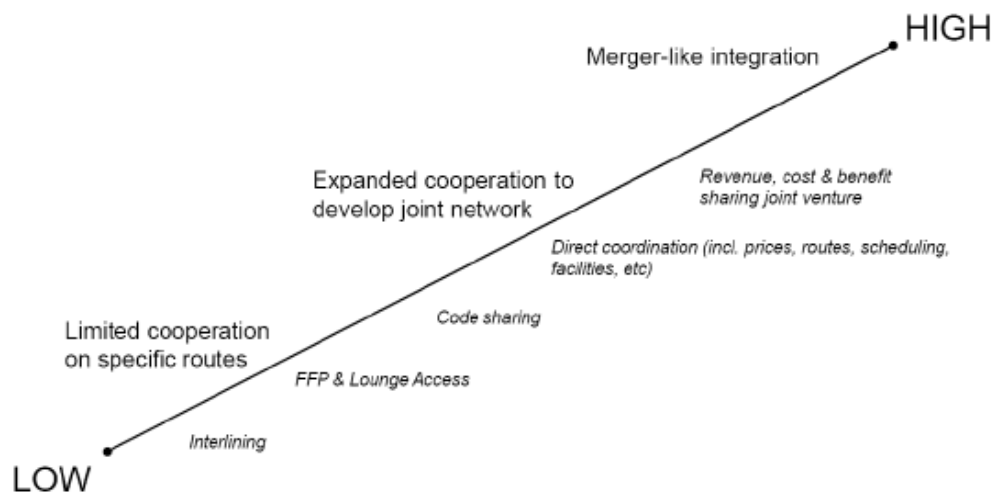 HIGH
Merger-like integration
Revenue, cost & benefit
sharing joint venture
Expanded cooperation to
develop joint network
Direct coordination (incl. prices, routes, scheduling,
facilities, etc)
Code sharing
Limited cooperation
on specific routes
FFP & Lounge Access
Interlining
LOW